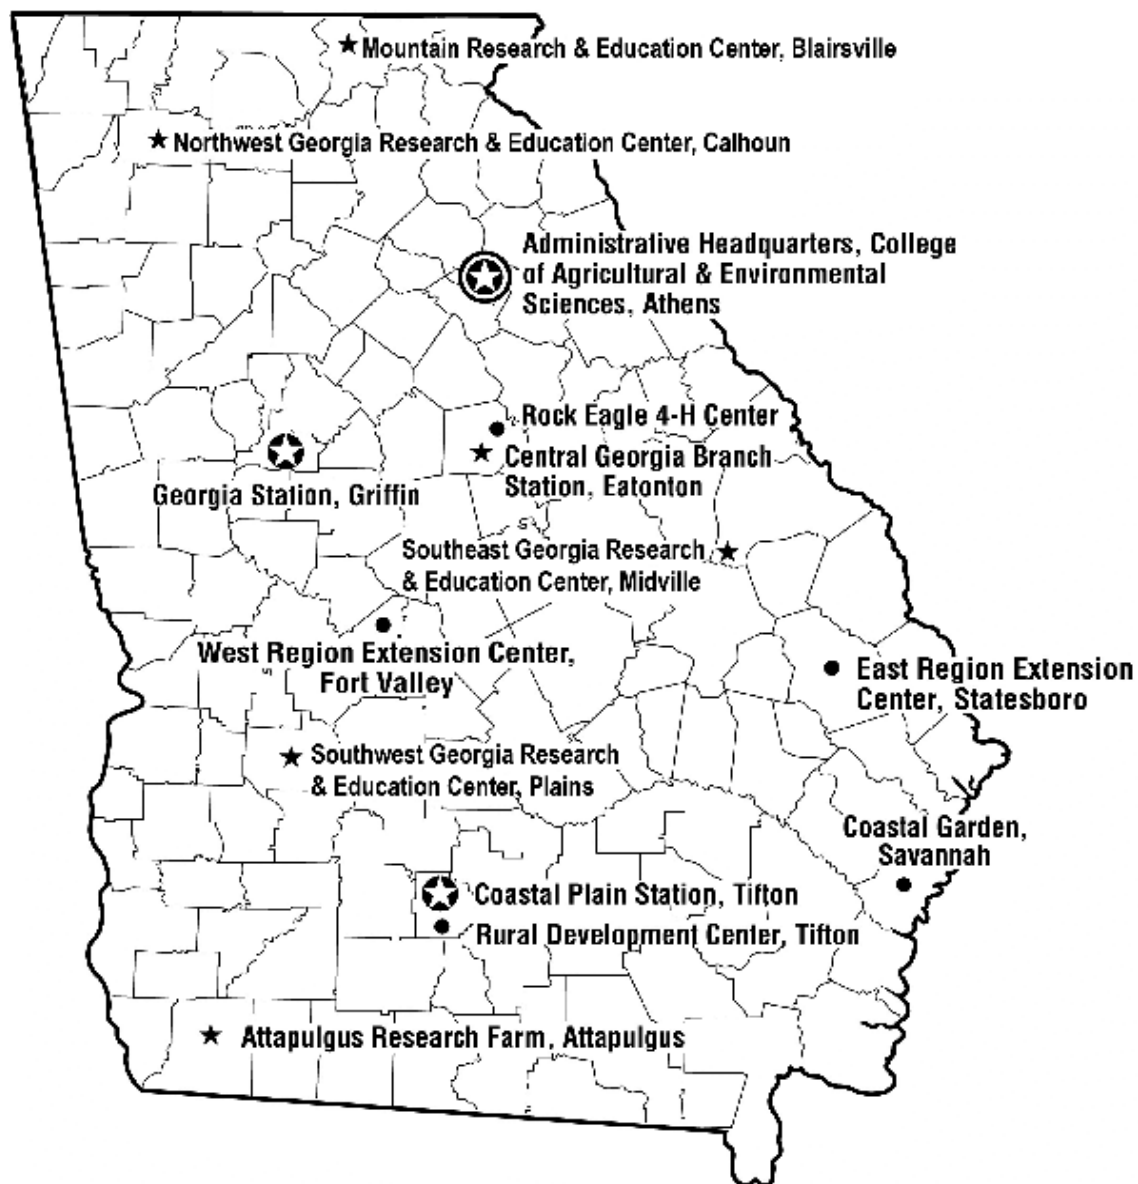 Mountain Research & Education Center, Blairsville
Northwest Georgia Research & Education Center, Calhoun
Administrative Headquarters, College
of Agricultural & Environmental
Sciences, Athens
Rock Eagle 4-H Center
Central Georgia Branch
Station, Eatonton
Georgia Station, Griffin
Southeast Georgia Research
& Education Center, Midville
West Region Extension Center,
Fort Valley
East Region Extension
Center, Statesboro
Southwest Georgia Research
& Education Center, Plains
Coastal Garden,
Savannah
Coastal Plain Station, Tifton
Rural Development Center, Tifton
Attapulgus Research Farm, Attapulgus